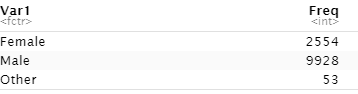 Var1 Freq
<fctr> <int>
Female 2554
Male 9928
Other 53